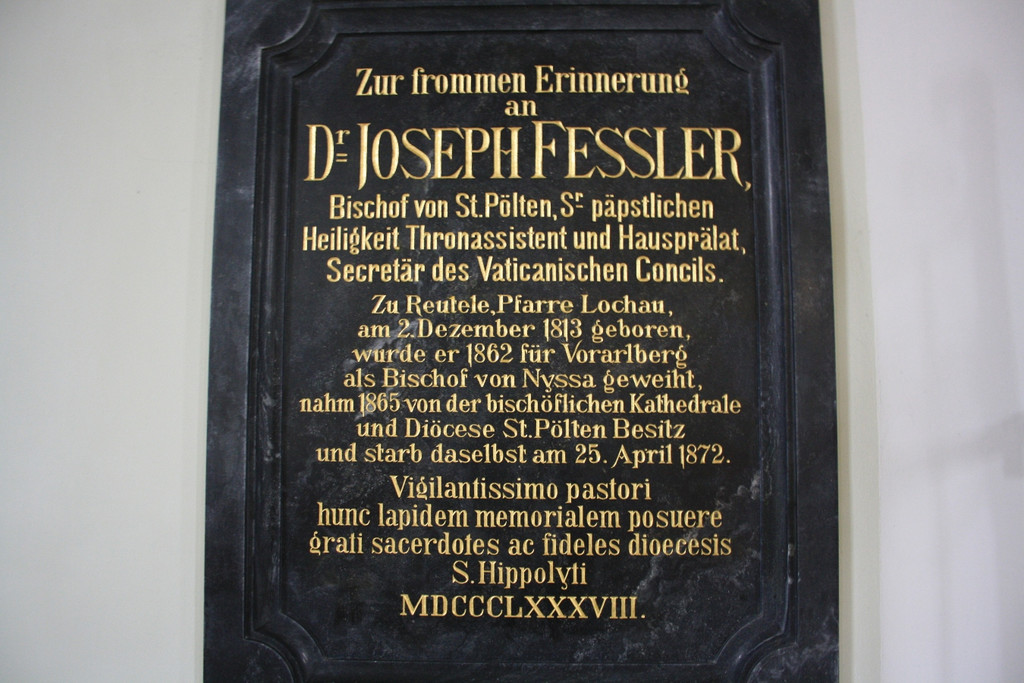 Zur frommen Erinnerung
an
Dr. JOSEPH FESSLER,
Bischof von St. Pölten, Sr. päpstlichen
Heiligkeit Thronassistent und Hausprälat,
Secretär des Vaticanischen Concils.
Zu Reutele, Pfarre Lochau,
am 2. Dezember 1813 geboren,
wurde er 1862 für Vorarlberg
als Bischof von Nyssa geweiht,
nahm 1865 von der bischöflichen Kathedrale
und Diöcese St. Pölten Besitz
und starb daselbst am 25. April 1872.
Vigilantissimo pastori
hunc lapidem memorialem posuere
grati sacerdotes ac fideles dioecesis
S. Hippolyti
MDCCCLXXXVIII.